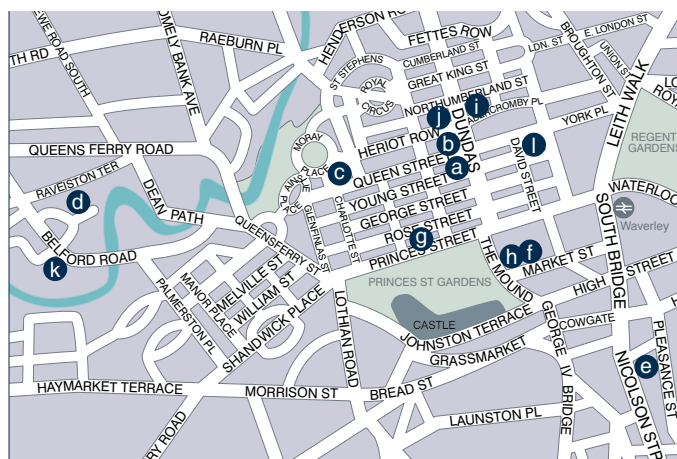 FETTES ROW
E. LONDON ST
HENDERSON RO
RAEBURN PL
TH RD
EWE ROAD SOUTH
OMELY BANK AVE
CUMBERLAND ST
LDN. ST
BROUGHTON ST
UNION ST
LEITH WALK
LO
ROY
ST STEPHENS
GREAT KING ST
ROYAL
CIRCUS
NORTHUMBERLAND ST
ABERCROMBY PL
YORK PL
DUNDAS
i
j
b
a
l
REGENT
GARDENS
QUEENS FERRY ROAD
MORAY
PLACE
HERIOT ROW
c
QUEEN STREET
DAVID STREET
RAVELSTON TER
AINS
PLACE
d
DEAN PATH
YOUNG STREET
GEORGE STREET
ROSE STREET
PRINCES STREET
g
GLENFINLAS ST
CHARLOTTE ST
QUEENSFERRY ST
WATERLOO
Waverley
BELFORD ROAD
k
THE MOUND
h
f
MARKET ST
SOUTH BRIDGE
HIGH STREET
MELVILLE ST
WILLIAM ST
MANOR PLACE
PALMERSTON PL
SHANDWICK PLACE
PRINCES ST GARDENS
CASTLE
JOHNSTON TERRACE
GRASSMARKET
COWGATE
LOTHIAN ROAD
GEORGE IV BRIDGE
PLEASANCE ST
e
NICOLSON STR
HAYMARKET TERRACE
MORRISON ST
BREAD ST
LAUNSTON PL
RY ROAD